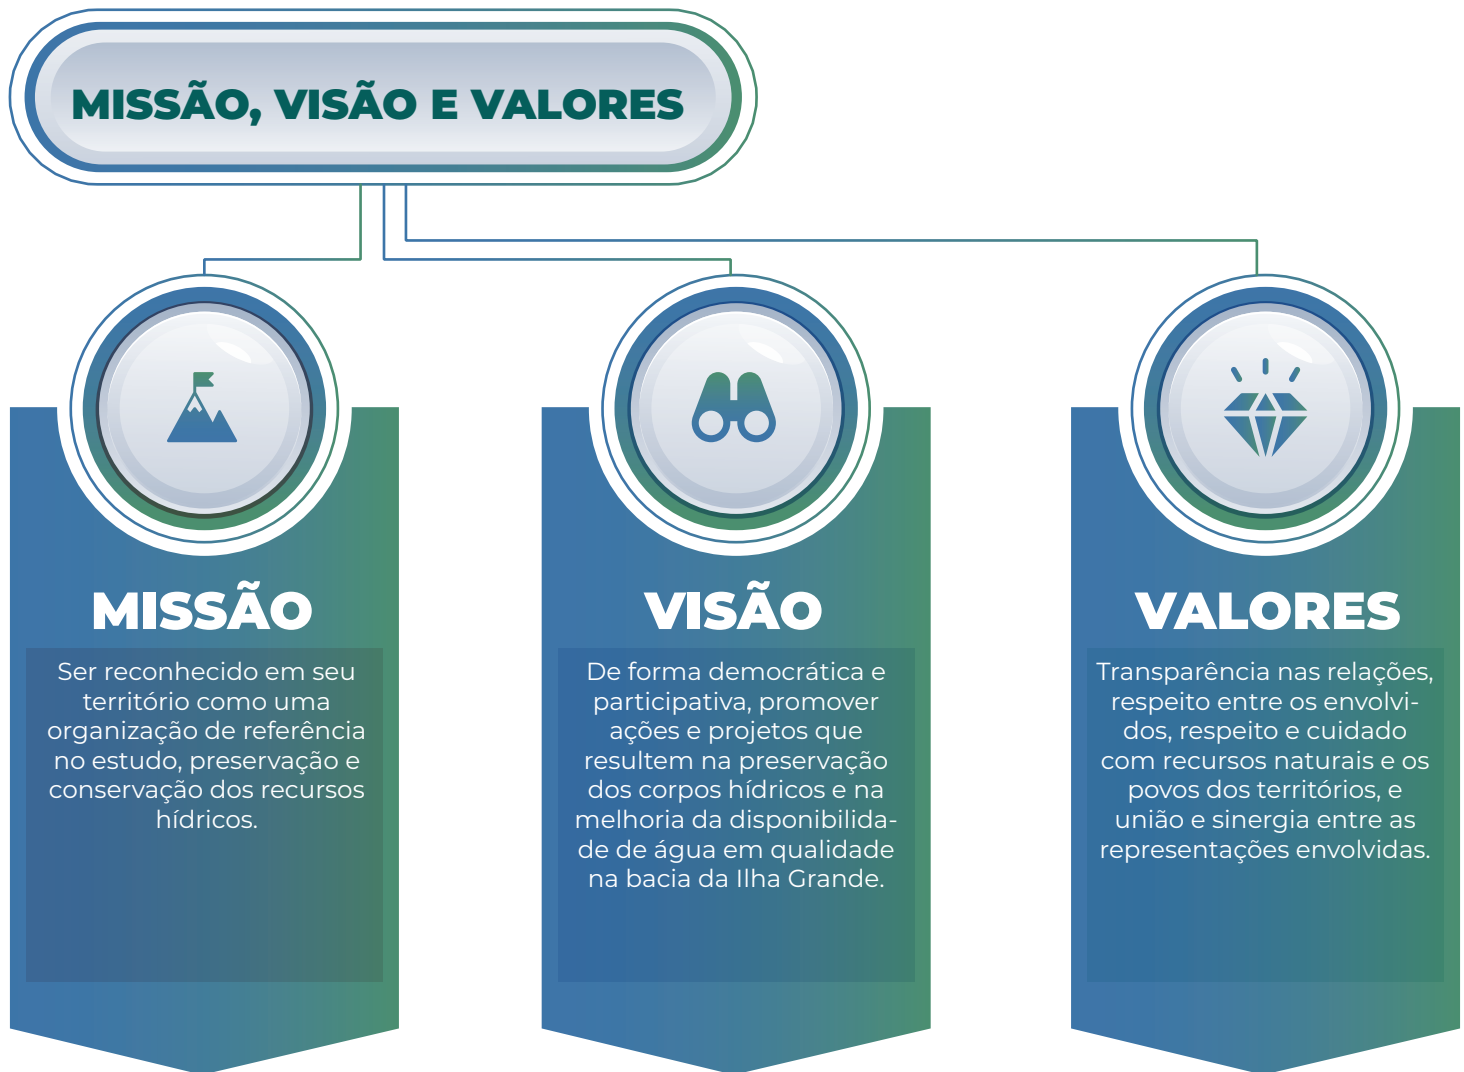 MISSÃO, VISÃO E VALORES
MISSÃO
Ser reconhecido em seu
território como uma
organização de referência
no estudo, preservação e
conservação dos recursos
hídricos.
VISÃO
De forma democrática e
participativa, promover
ações e projetos que
resultem na preservação
dos corpos hídricos e na
melhoria da disponibilida-
de de água em qualidade
na bacia da Ilha Grande.
VALORES
Transparência nas relações,
respeito entre os envolvi-
dos, respeito e cuidado
com recursos naturais e os
povos dos territórios, e
união e sinergia entre as
representações envolvidas.